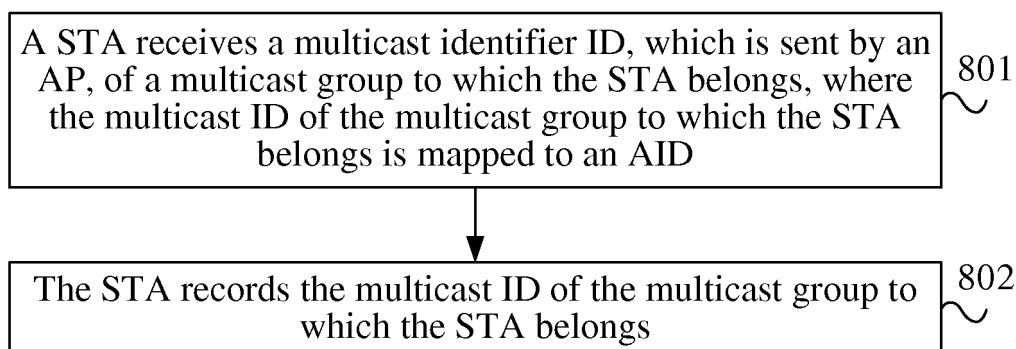 A STA receives a multicast identifier ID, which is sent by an
AP, of a multicast group to which the STA belongs, where
the multicast ID of the multicast group to which the STA
belongs is mapped to an AID
801
The STA records the multicast ID of the multicast group to
which the STA belongs
802